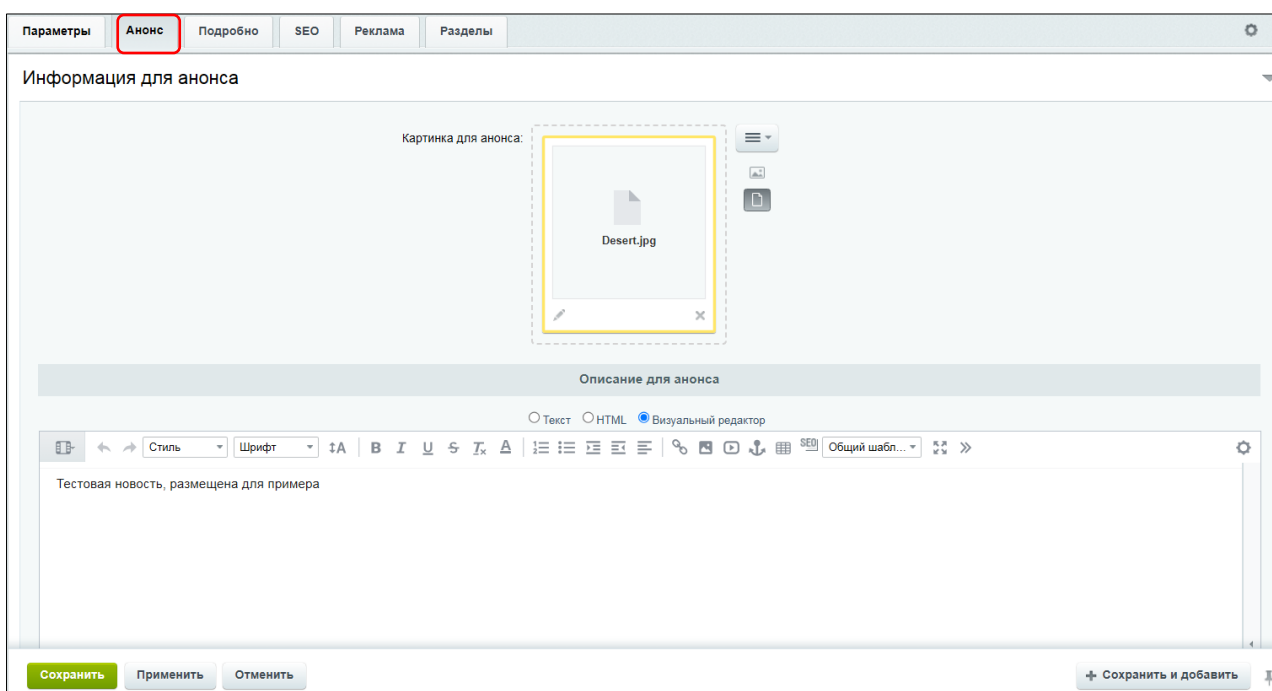 Параметры Анонс Подробно SEO Реклама Разделы
Информация для анонса
Картинка для анонса:
Desert.jpg
Описание для анонса
Текст HTML Визуальный редактор
Стиль Шрифт A B I U S Tx A SEO Общий шабл...
Тестовая новость, размещена для примера
Сохранить Применить Отменить + Сохранить и добавить